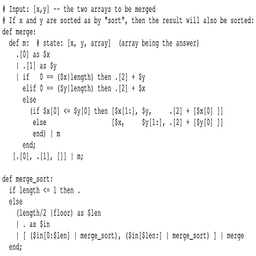 # Input: [x,y] -- the two arrays to be merged
# If x and y are sorted as by "sort", then the result will also be sorted:
def merge:
  def m:  # state: [x, y, array]  (array being the answer)
    .[0] as $x
    | .[1] as $y
    | if   0 == ($x|length) then .[2] + $y
      elif 0 == ($y|length) then .[2] + $x
      else
        (if $x[0] <= $y[0] then [$x[1:], $y,     .[2] + [$x[0] ]]
         else                   [$x,     $y[1:], .[2] + [$y[0] ]]
         end) | m
      end;
   [.[0], .[1], []] | m;

def merge_sort:
  if length <= 1 then .
  else
    (length/2 |floor) as $len
    | . as $in
    | [ ($in[0:$len] | merge_sort), ($in[$len:] | merge_sort) ] | merge
  end;